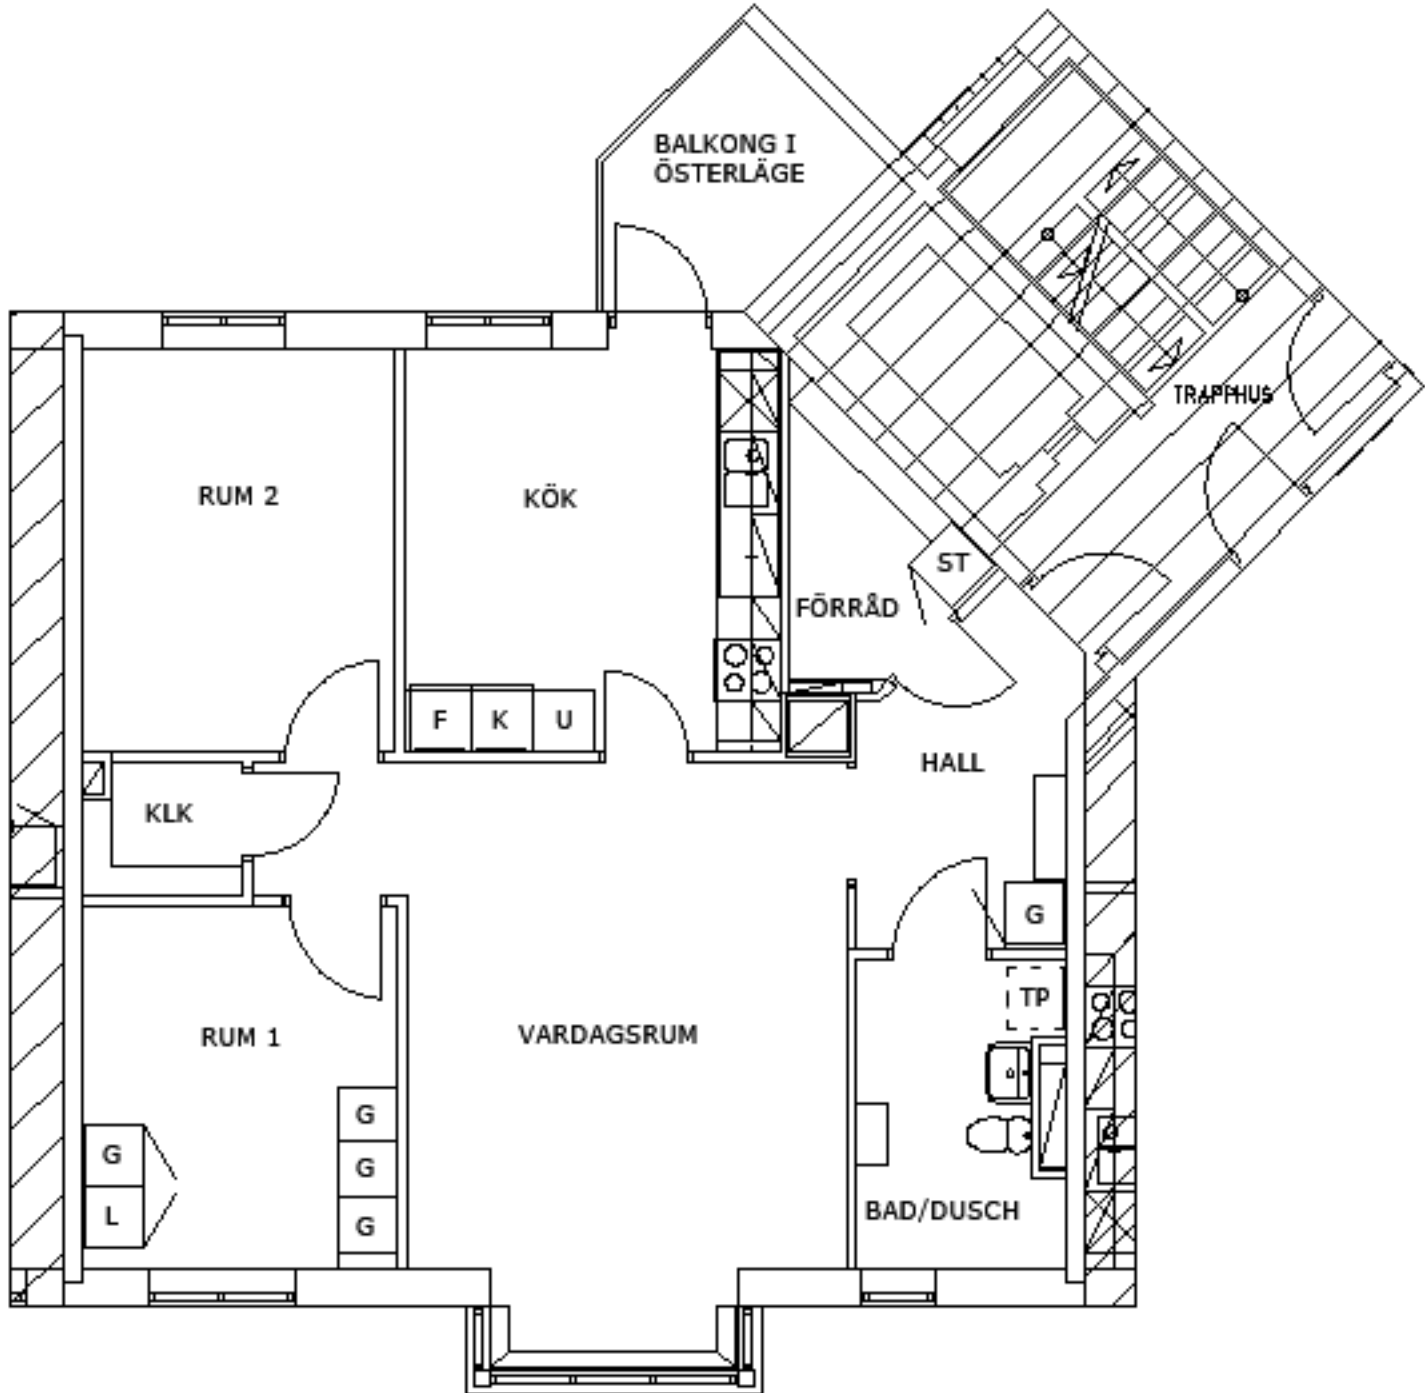 BALKONG I
ÖSTERLÄGE
TRAPPHUS
RUM 2
KÖK
ST
FÖRRÅD
F
K
U
HALL
KLK
G
TP
RUM 1
VARDAGSRUM
G
G
G
L
G
BAD/DUSCH